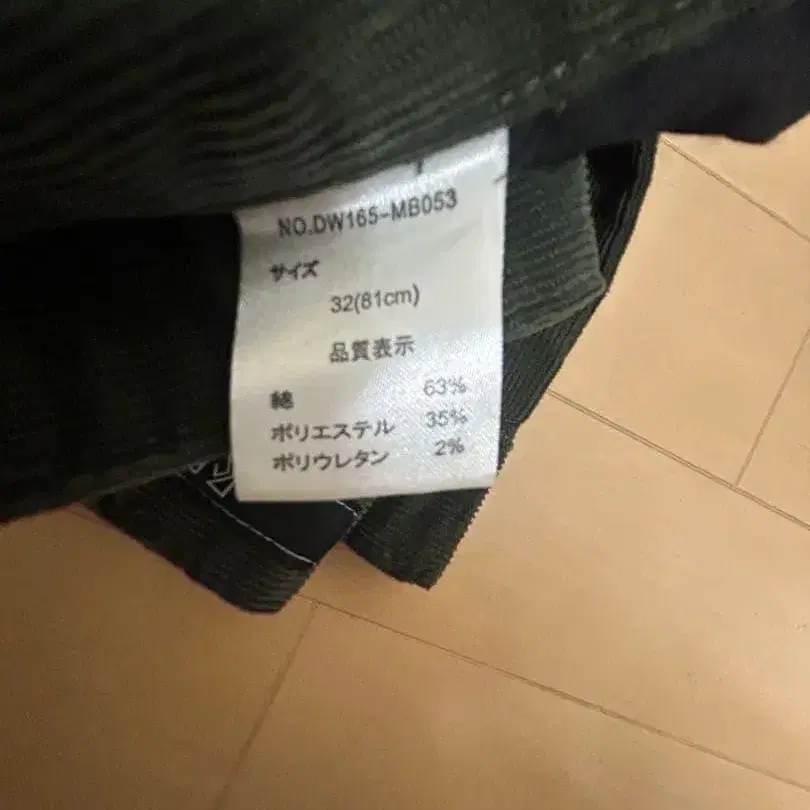 NO.DW165-MB053
サイズ
32(81cm)
品質表示
綿 63%
ポリエステル 35%
ポリウレタン 2%